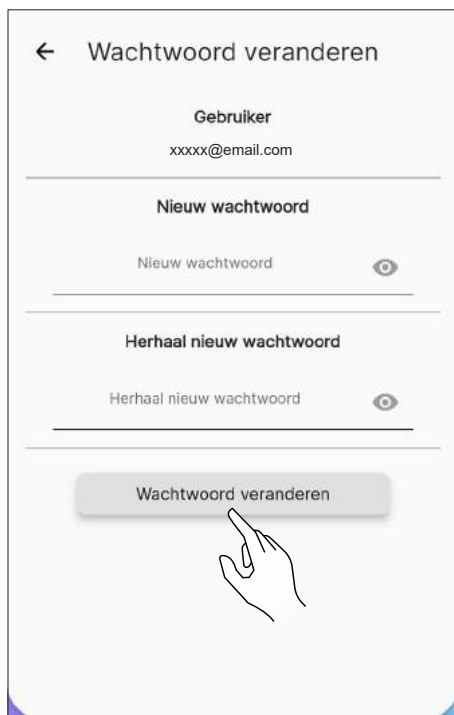 Wachtwoord veranderen
Gebruiker
xxxxx@email.com
Nieuw wachtwoord
Nieuw wachtwoord
Herhaal nieuw wachtwoord
Herhaal nieuw wachtwoord
Wachtwoord veranderen